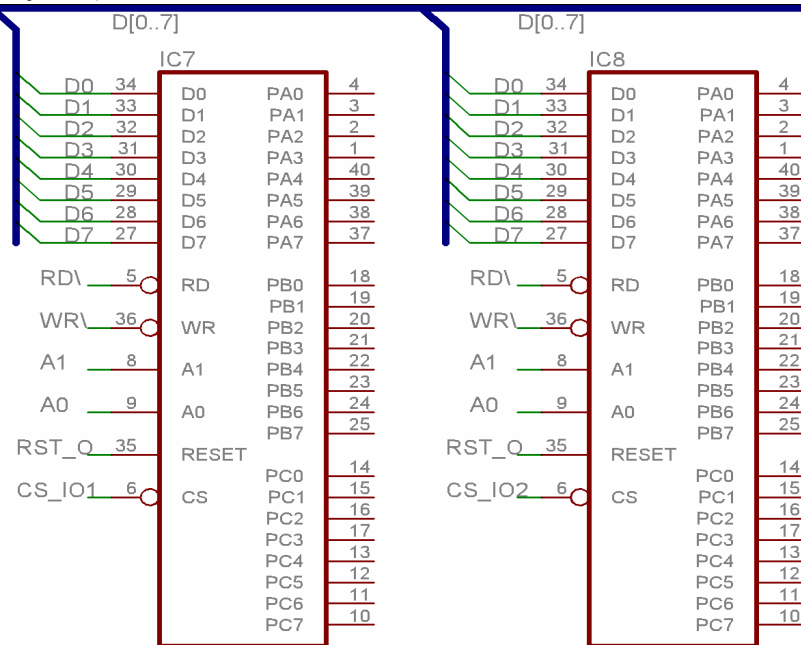 D[0..7] D[0..7]
IC7 IC8
D0 34 D0 PA0 4 D0 34 D0 PA0 4
D1 33 D1 PA1 3 D1 33 D1 PA1 3
D2 32 D2 PA2 2 D2 32 D2 PA2 2
D3 31 D3 PA3 1 D3 31 D3 PA3 1
D4 30 D4 PA4 40 D4 30 D4 PA4 40
D5 29 D5 PA5 39 D5 29 D5 PA5 39
D6 28 D6 PA6 38 D6 28 D6 PA6 38
D7 27 D7 PA7 37 D7 27 D7 PA7 37
RD\ 5 RD PB0 18 RD\ 5 RD PB0 18
PB1 19 PB1 19
WR\ 36 WR PB2 20 WR\ 36 WR PB2 20
PB3 21 PB3 21
A1 8 A1 PB4 22 A1 8 A1 PB4 22
PB5 23 PB5 23
A0 9 A0 PB6 24 A0 9 A0 PB6 24
PB7 25 PB7 25
RST_O 35 RESET RST_O 35 RESET
PC0 14 PC0 14
CS_IO1 6 CS PC1 15 CS_IO2 6 CS PC1 15
PC2 16 PC2 16
PC3 17 PC3 17
PC4 13 PC4 13
PC5 12 PC5 12
PC6 11 PC6 11
PC7 10 PC7 10